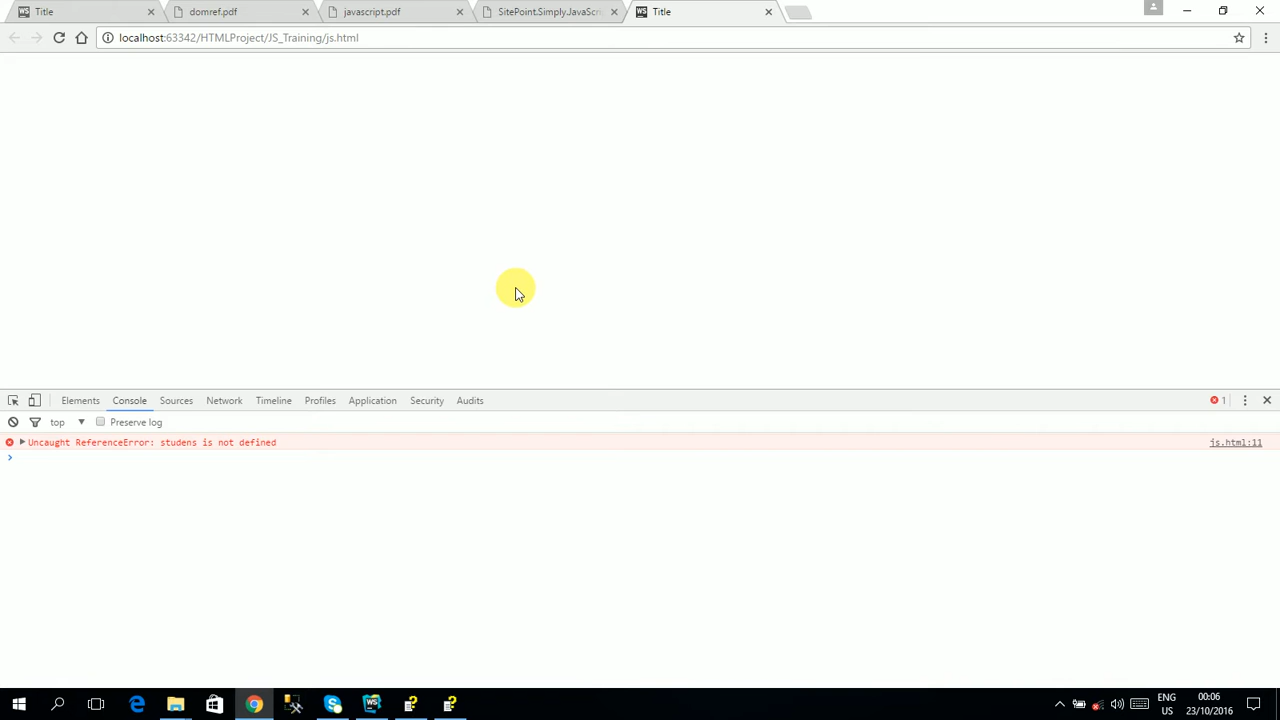 Title
domref.pdf
javascript.pdf
SitePoint.Simply.JavaScri
Title
localhost:63342/HTMLProject/JS_Training/js.html
Elements Console Sources Network Timeline Profiles Application Security Audits
1
top
Preserve log
Uncaught ReferenceError: studens is not defined
js.html:11
ENG
US
00:06
23/10/2016